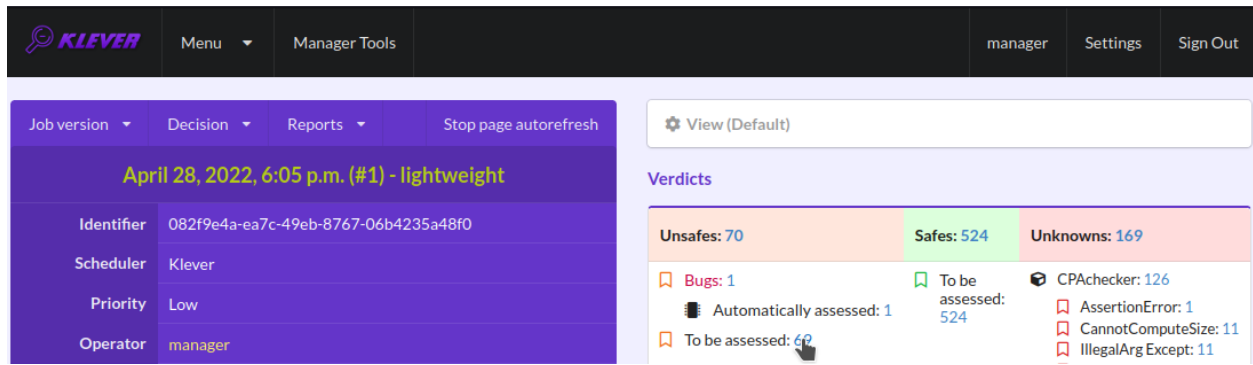 KLEVER Menu Manager Tools manager Settings Sign Out
Job version Decision Reports Stop page autorefresh
April 28, 2022, 6:05 p.m. (#1) - lightweight
Identifier 082f9e4a-ea7c-49eb-8767-06b4235a48f0
Scheduler Klever
Priority Low
Operator manager
View (Default)
Verdicts
Unsafes: 70
Bugs: 1
Automatically assessed: 1
To be assessed: 69
Safes: 524
To be
assessed:
524
Unknowns: 169
CPAchecker: 126
AssertionError: 1
CannotComputeSize: 11
IllegalArg Except: 11